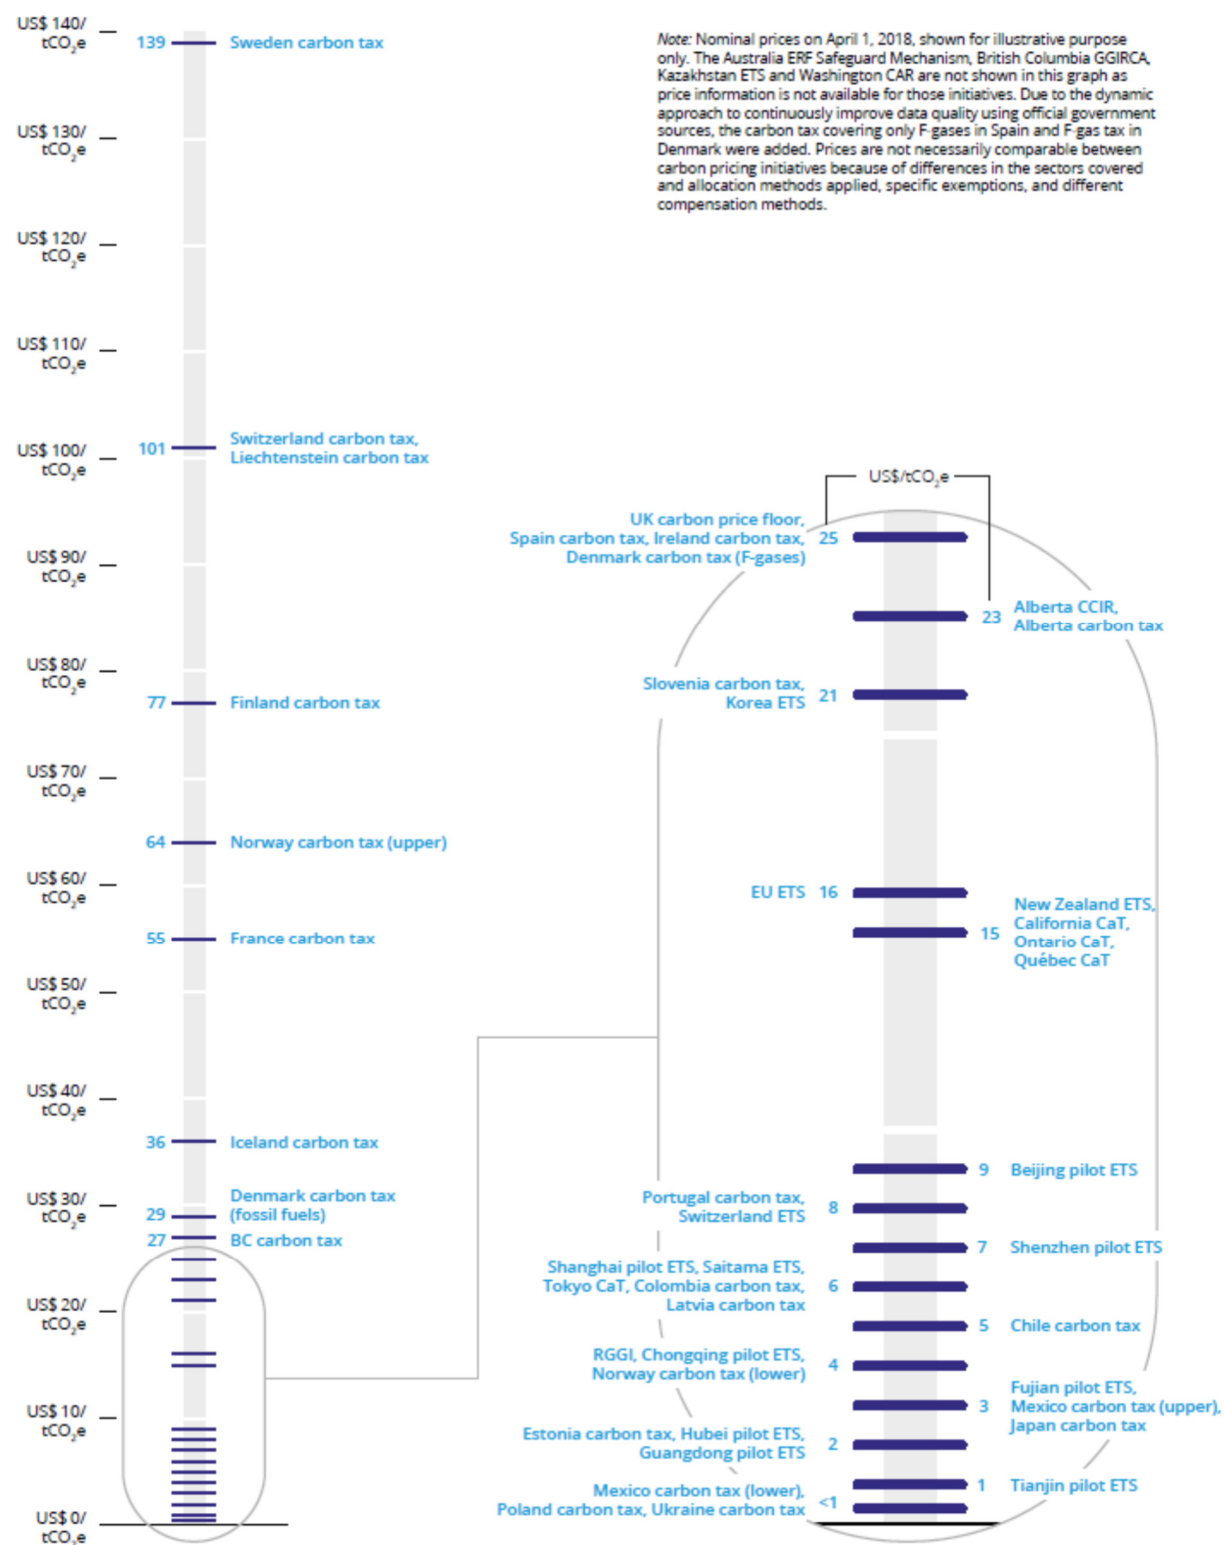 US$ 140/
tCO₂e
139
Sweden carbon tax
Note: Nominal prices on April 1, 2018, shown for illustrative purpose
only. The Australia ERF Safeguard Mechanism, British Columbia GGIRCA,
Kazakhstan ETS and Washington CAR are not shown in this graph as
price information is not available for those initiatives. Due to the dynamic
approach to continuously improve data quality using official government
sources, the carbon tax covering only F-gases in Spain and F-gas tax in
Denmark were added. Prices are not necessarily comparable between
carbon pricing initiatives because of differences in the sectors covered
and allocation methods applied, specific exemptions, and different
compensation methods.
US$ 130/
tCO₂e
US$ 120/
tCO₂e
US$ 110/
tCO₂e
US$ 100/
tCO₂e
101
Switzerland carbon tax,
Liechtenstein carbon tax
US$ 90/
tCO₂e
US$ 80/
tCO₂e
77
Finland carbon tax
US$ 70/
tCO₂e
64
Norway carbon tax (upper)
US$ 60/
tCO₂e
55
France carbon tax
US$ 50/
tCO₂e
US$ 40/
tCO₂e
36
Iceland carbon tax
US$ 30/
tCO₂e
29
Denmark carbon tax
(fossil fuels)
27
BC carbon tax
US$ 20/
tCO₂e
US$ 10/
tCO₂e
US$ 0/
tCO₂e
US$/tCO₂e
UK carbon price floor,
Spain carbon tax, Ireland carbon tax,
Denmark carbon tax (F-gases)
25
23
Alberta CCIR,
Alberta carbon tax
Slovenia carbon tax,
Korea ETS
21
EU ETS
16
15
New Zealand ETS,
California CaT,
Ontario CaT,
Québec CaT
9
Beijing pilot ETS
Portugal carbon tax,
Switzerland ETS
8
7
Shenzhen pilot ETS
Shanghai pilot ETS, Saitama ETS,
Tokyo CaT, Colombia carbon tax,
Latvia carbon tax
6
5
Chile carbon tax
RGGI, Chongqing pilot ETS,
Norway carbon tax (lower)
4
3
Fujian pilot ETS,
Mexico carbon tax (upper),
Japan carbon tax
Estonia carbon tax, Hubei pilot ETS,
Guangdong pilot ETS
2
1
Tianjin pilot ETS
Mexico carbon tax (lower),
Poland carbon tax, Ukraine carbon tax
<1